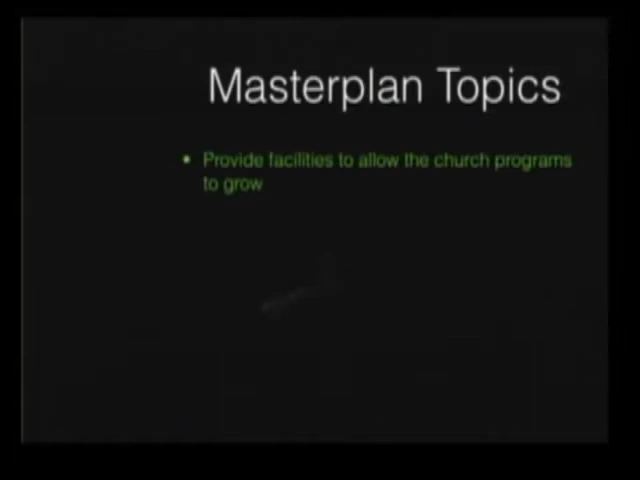 Masterplan Topics
• Provide facilities to allow the church programs
to grow